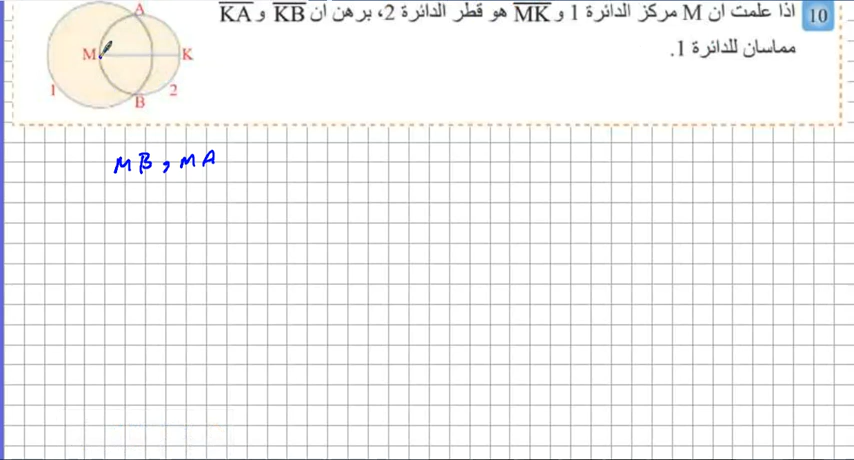 10 اذا علمت ان M مركز الدائرة 1 و MK هو قطر الدائرة 2، برهن ان KB و KA
مماسان للدائرة 1.
A
M K
1 2
B
MB , MA